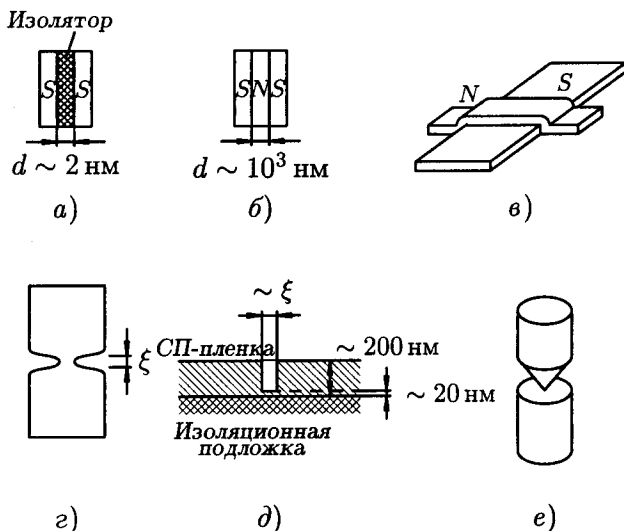 Изолятор
S S
d ~ 2 нм
а)
S N S
d ~ 10³ нм
б)
N S
в)
ξ
г)
~ ξ
СП-пленка
~ 200 нм
~ 20 нм
Изоляционная
подложка
д)
е)